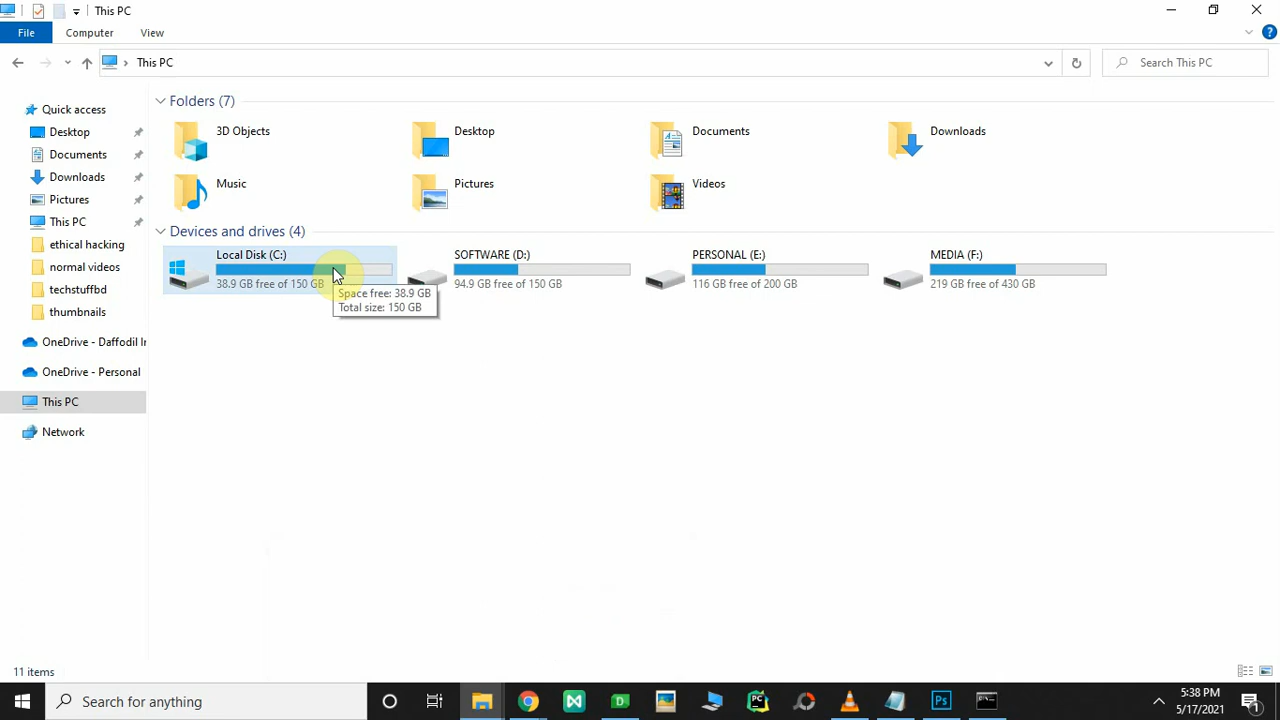 This PC
File
Computer
View
This PC
Search This PC
Quick access
Desktop
Documents
Downloads
Pictures
This PC
ethical hacking
normal videos
techstuffbd
thumbnails
OneDrive - Daffodil In
OneDrive - Personal
This PC
Network
Folders (7)
3D Objects
Desktop
Documents
Downloads
Music
Pictures
Videos
Devices and drives (4)
Local Disk (C:)
38.9 GB free of 150 GB
Space free: 38.9 GB
Total size: 150 GB
SOFTWARE (D:)
94.9 GB free of 150 GB
PERSONAL (E:)
116 GB free of 200 GB
MEDIA (F:)
219 GB free of 430 GB
11 items
Search for anything
5:38 PM
5/17/2021